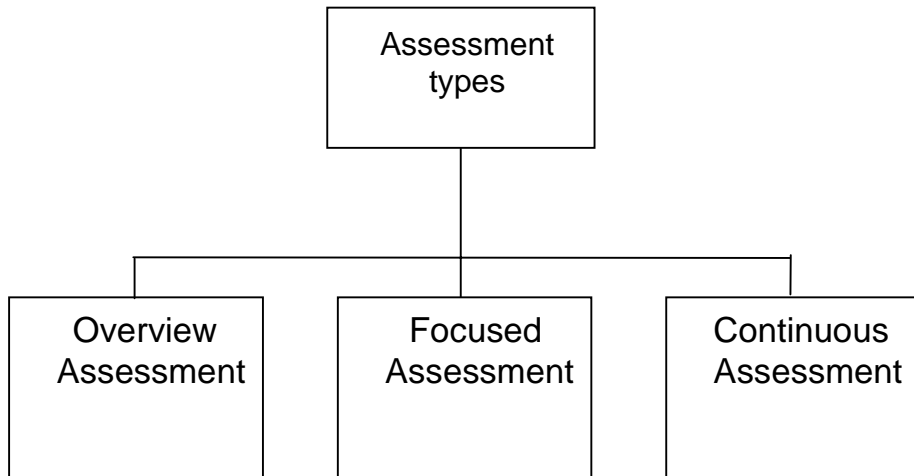 Assessment
types
Overview
Assessment
Focused
Assessment
Continuous
Assessment